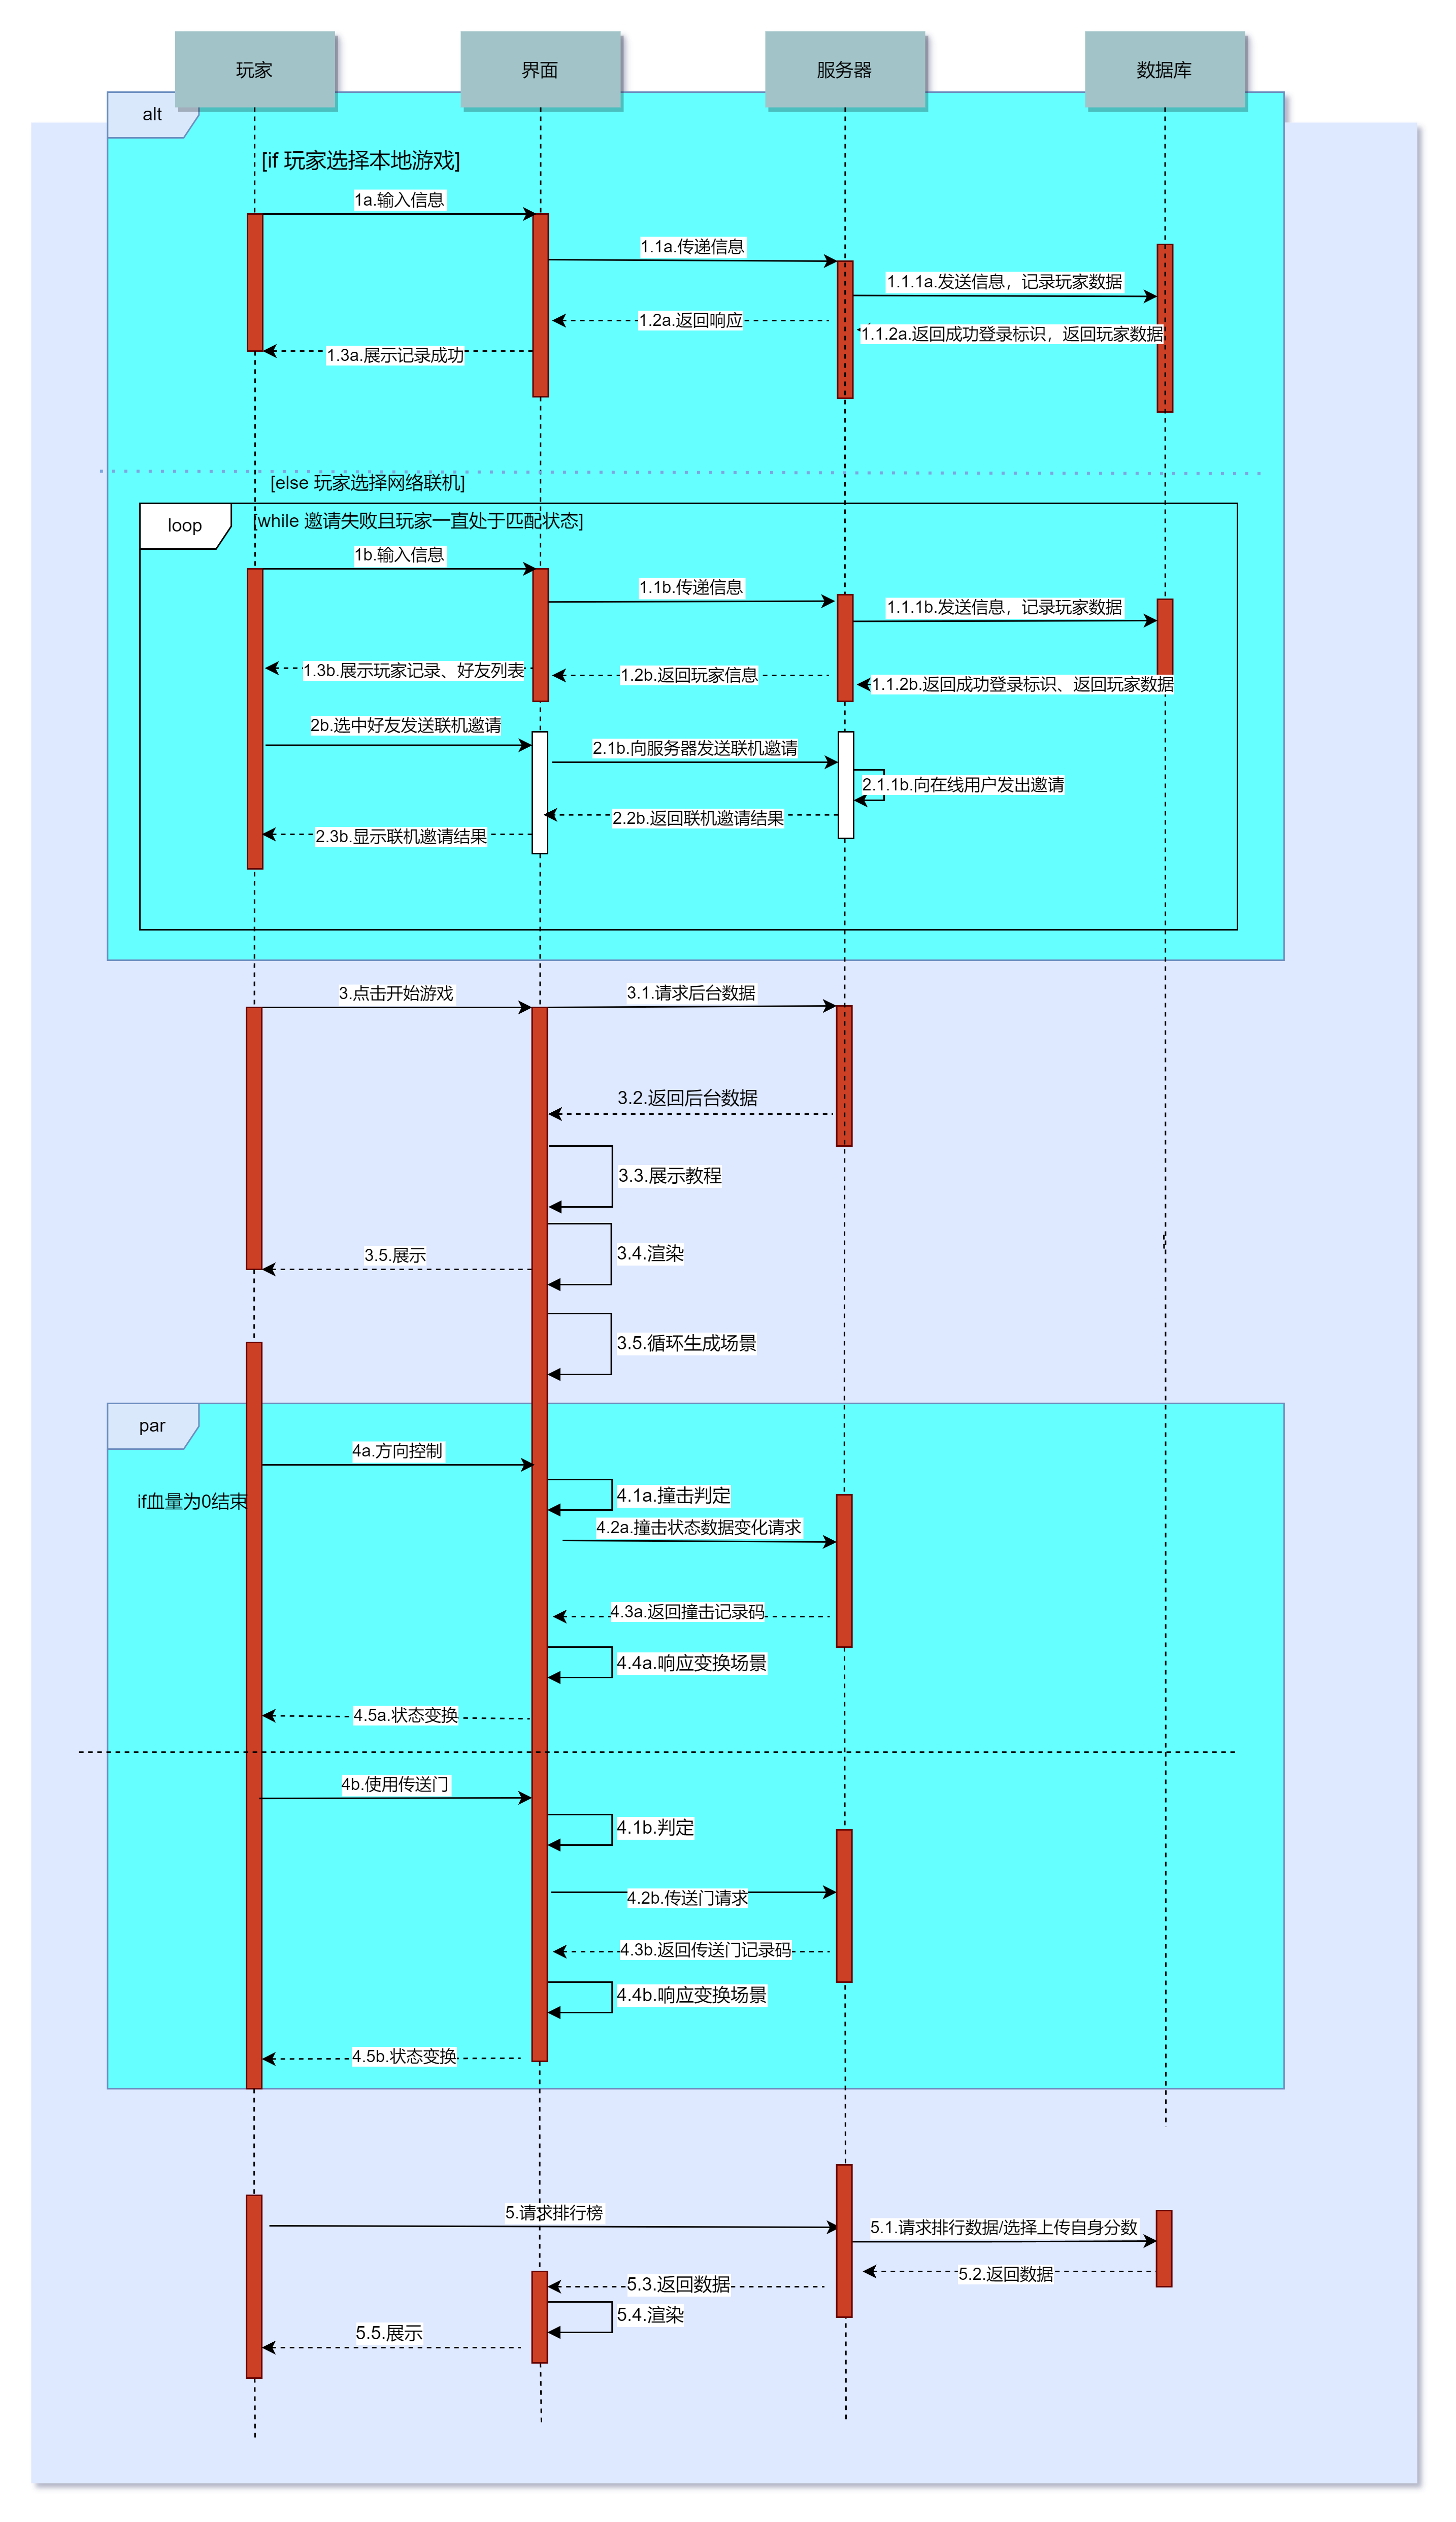 玩家
界面
服务器
数据库
alt
[if 玩家选择本地游戏]
1a.输入信息
1.1a.传递信息
1.1.1a.发送信息，记录玩家数据
1.2a.返回响应
1.1.2a.返回成功登录标识，返回玩家数据
1.3a.展示记录成功
[else 玩家选择网络联机]
loop
[while 邀请失败且玩家一直处于匹配状态]
1b.输入信息
1.1b.传递信息
1.1.1b.发送信息，记录玩家数据
1.3b.展示玩家记录、好友列表
1.2b.返回玩家信息
1.1.2b.返回成功登录标识、返回玩家数据
2b.选中好友发送联机邀请
2.1b.向服务器发送联机邀请
2.1.1b.向在线用户发出邀请
2.2b.返回联机邀请结果
2.3b.显示联机邀请结果
3.点击开始游戏
3.1.请求后台数据
3.2.返回后台数据
3.3.展示教程
3.4.渲染
3.5.展示
3.5.循环生成场景
par
4a.方向控制
if血量为0结束
4.1a.撞击判定
4.2a.撞击状态数据变化请求
4.3a.返回撞击记录码
4.4a.响应变换场景
4.5a.状态变换
4b.使用传送门
4.1b.判定
4.2b.传送门请求
4.3b.返回传送门记录码
4.4b.响应变换场景
4.5b.状态变换
5.请求排行榜
5.1.请求排行数据/选择上传自身分数
5.2.返回数据
5.3.返回数据
5.4.渲染
5.5.展示